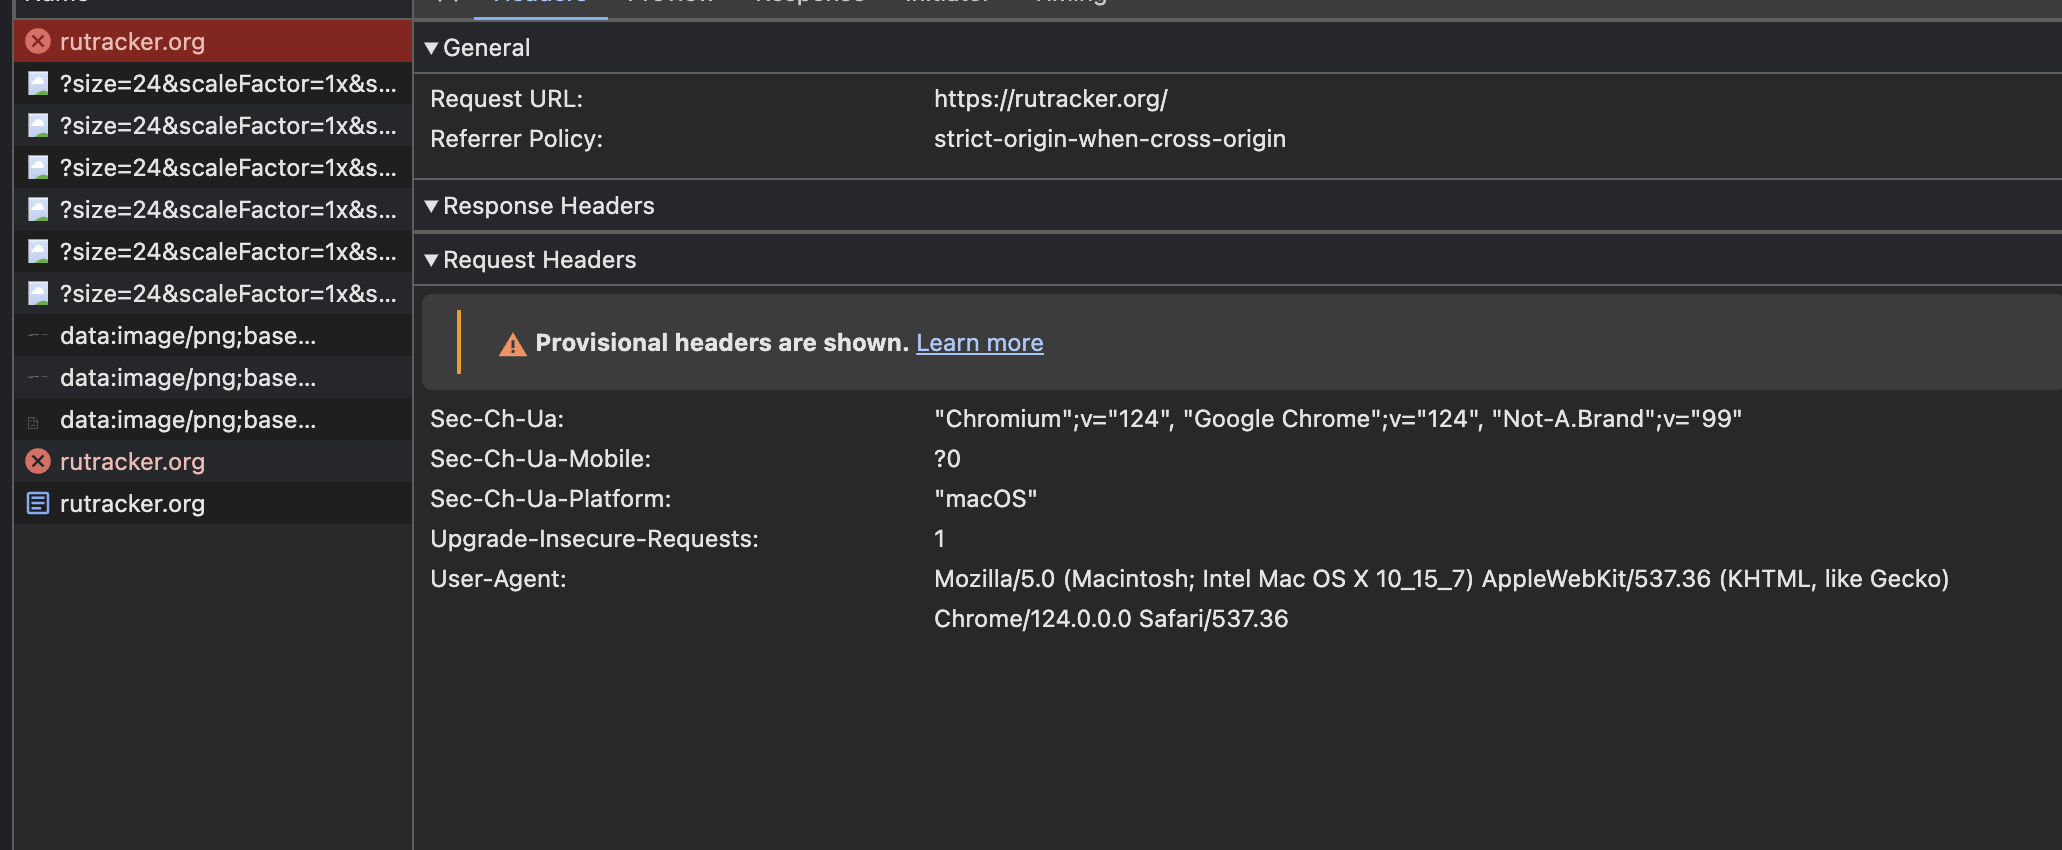 Name
Headers Preview Response Initiator Timing
rutracker.org
?size=24&scaleFactor=1x&s...
?size=24&scaleFactor=1x&s...
?size=24&scaleFactor=1x&s...
?size=24&scaleFactor=1x&s...
?size=24&scaleFactor=1x&s...
?size=24&scaleFactor=1x&s...
data:image/png;base...
data:image/png;base...
data:image/png;base...
rutracker.org
rutracker.org
General
Request URL: https://rutracker.org/
Referrer Policy: strict-origin-when-cross-origin
Response Headers
Request Headers
Provisional headers are shown. Learn more
Sec-Ch-Ua: "Chromium";v="124", "Google Chrome";v="124", "Not-A.Brand";v="99"
Sec-Ch-Ua-Mobile: ?0
Sec-Ch-Ua-Platform: "macOS"
Upgrade-Insecure-Requests: 1
User-Agent: Mozilla/5.0 (Macintosh; Intel Mac OS X 10_15_7) AppleWebKit/537.36 (KHTML, like Gecko)
Chrome/124.0.0.0 Safari/537.36